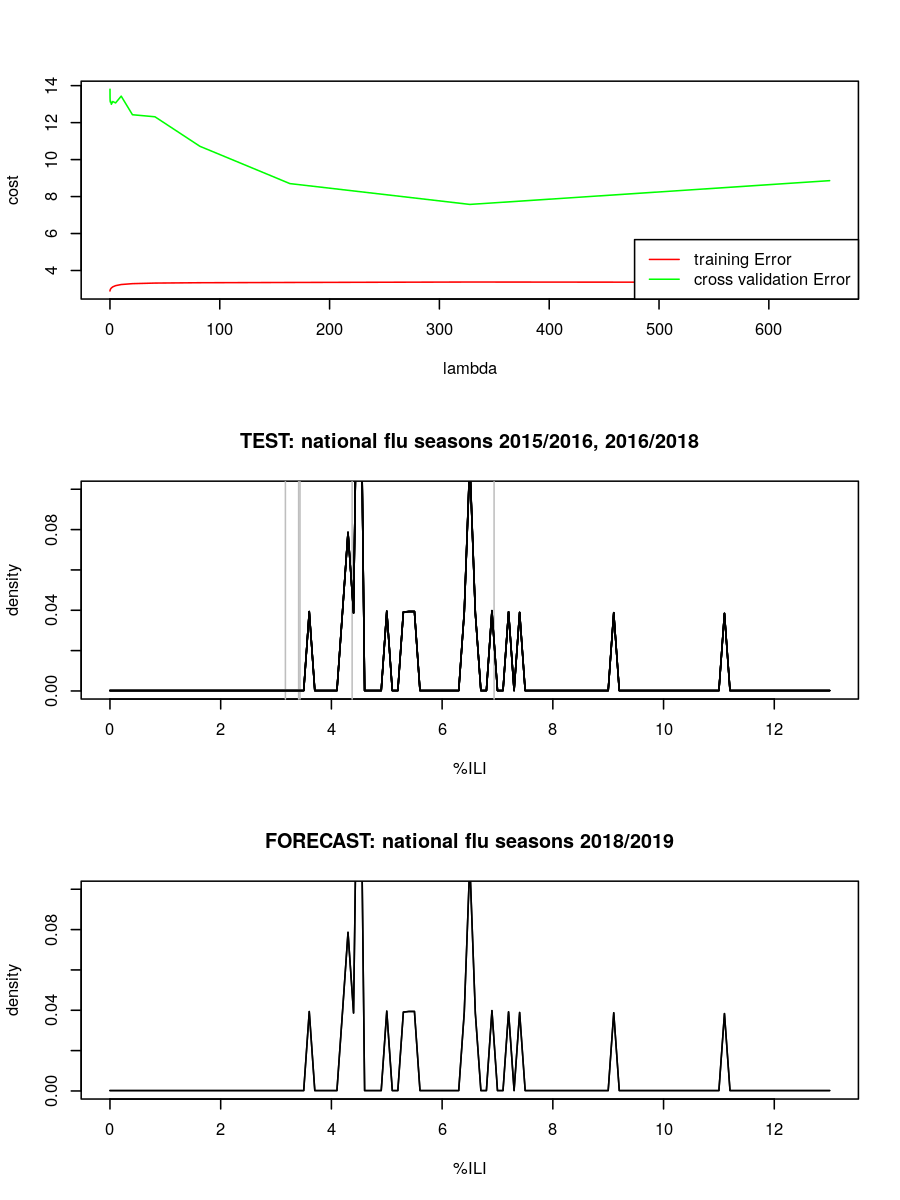 14
12
10
8
6
4
cost
training Error
cross validation Error
0 100 200 300 400 500 600
lambda
TEST: national flu seasons 2015/2016, 2016/2018
0.08
0.04
0.00
density
0 2 4 6 8 10 12
%ILI
FORECAST: national flu seasons 2018/2019
0.08
0.04
0.00
density
0 2 4 6 8 10 12
%ILI